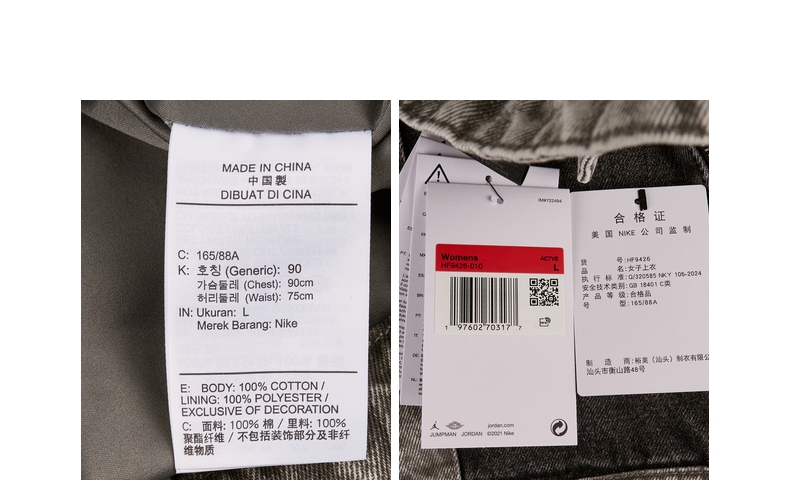 MADE IN CHINA
中国製
DIBUAT DI CINA
C: 165/88A
K: 호칭 (Generic): 90
가슴둘레 (Chest): 90cm
허리둘레 (Waist): 75cm
IN: Ukuran: L
Merek Barang: Nike
E: BODY: 100% COTTON /
LINING: 100% POLYESTER /
EXCLUSIVE OF DECORATION
C: 面料: 100% 棉 / 里料: 100%
聚酯纤维 / 不包括装饰部分及非纤
维物质
IM#722494
Womens
ACTVE
HF9426-010
L
1 97602 70317 7
JUMPMAN JORDAN
jordan.com
©2021 Nike
合格证
美国 NIKE 公司监制
货号:HF9426
品名:女子上衣
执行标准:Q/320585 NKY 106-2024
安全技术类别:GB 18401 C类
产品等级:合格品
号型:165/88A
制造商:裕美(汕头)制衣有限公
汕头市衡山路48号